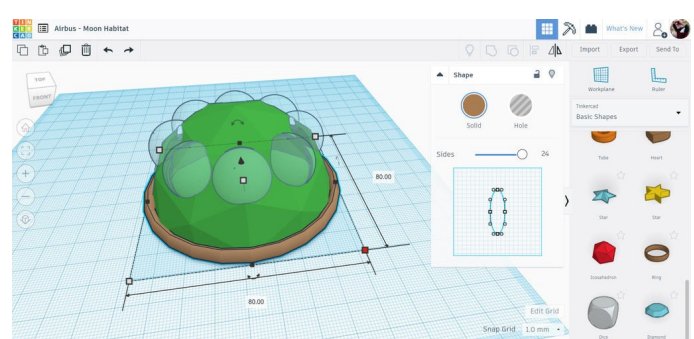 TIN
KER
CAD
Airbus - Moon Habitat
What's New
Import
Export
Send To
TOP
FRONT
Shape
Solid
Hole
Sides
24
80.00
80.00
Edit Grid
Snap Grid
1.0 mm
Workplane
Ruler
Tinkercad
Basic Shapes
Tube
Heart
Star
Star
Icosahedron
Ring
Dice
Diamond